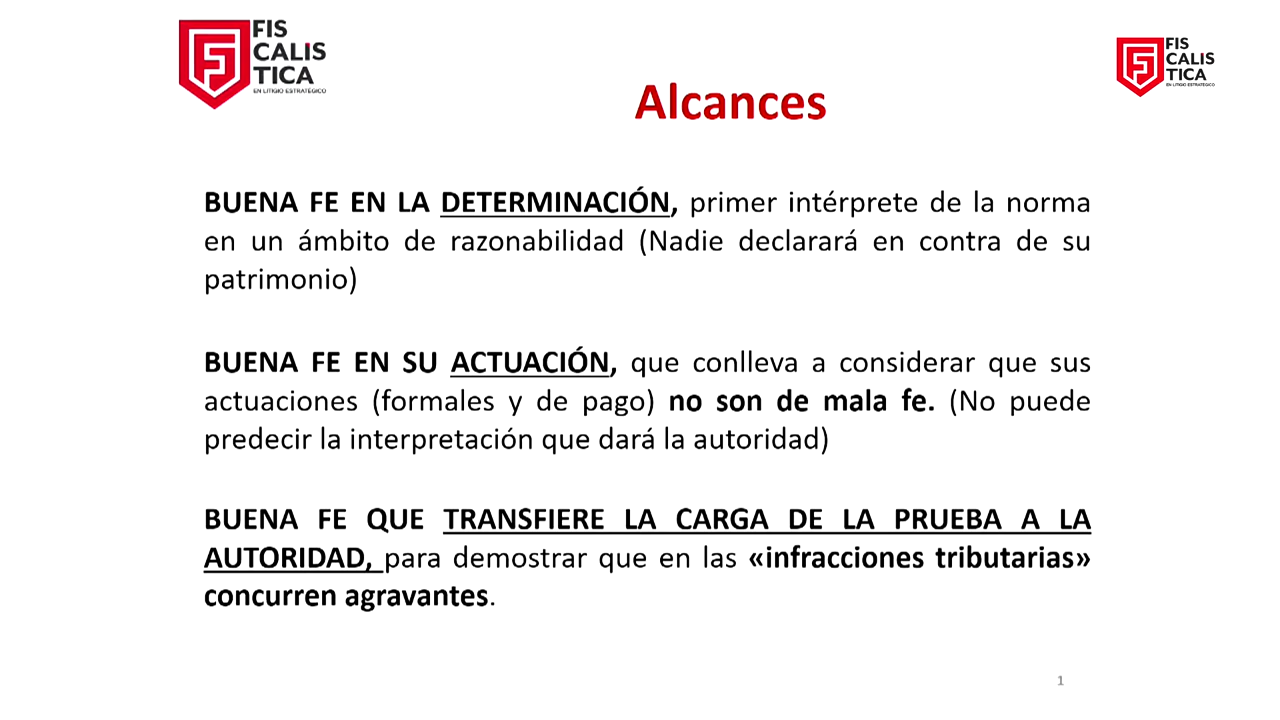 FIS
CALIS
TICA
EN LITIGIO ESTRATÉGICO
FIS
CALIS
TICA
EN LITIGIO ESTRATÉGICO
Alcances
BUENA FE EN LA DETERMINACIÓN, primer intérprete de la norma
en un ámbito de razonabilidad (Nadie declarará en contra de su
patrimonio)
BUENA FE EN SU ACTUACIÓN, que conlleva a considerar que sus
actuaciones (formales y de pago) no son de mala fe. (No puede
predecir la interpretación que dará la autoridad)
BUENA FE QUE TRANSFIERE LA CARGA DE LA PRUEBA A LA
AUTORIDAD, para demostrar que en las «infracciones tributarias»
concurren agravantes.
1